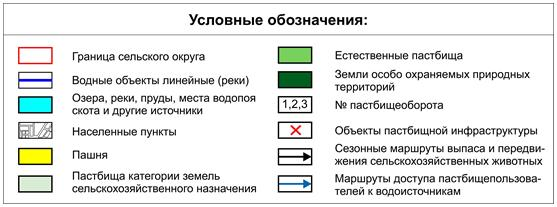 Условные обозначения:
Граница сельского округа
Водные объекты линейные (реки)
Озера, реки, пруды, места водопоя
скота и другие источники
Населенные пункты
Пашня
Пастбища категории земель
сельскохозяйственного назначения
Естественные пастбища
Земли особо охраняемых природных
территорий
1,2,3 № пастбищеоборота
Объекты пастбищной инфраструктуры
Сезонные маршруты выпаса и передви-
жения сельскохозяйственных животных
Маршруты доступа пастбищепользова-
телей к водоисточникам